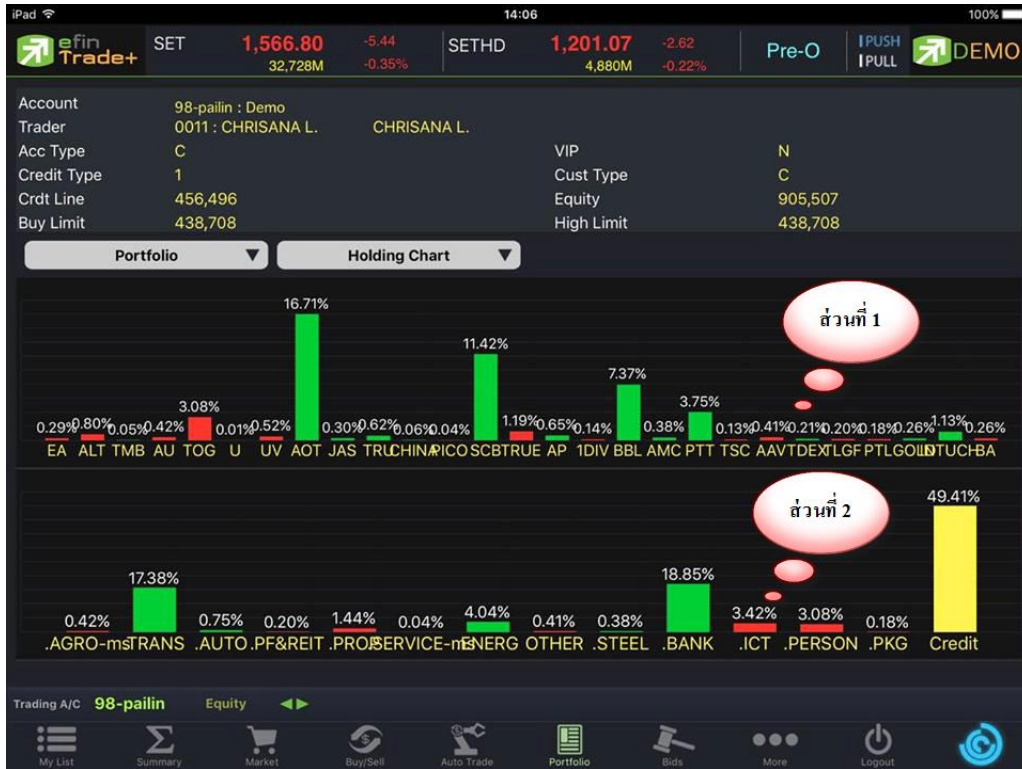 iPad 14:06 100%
efin Trade+ SET 1,566.80 -5.44 SETHD 1,201.07 -2.62 Pre-O PUSH DEMO
32,728M -0.35% 4,880M -0.22% PULL
Account 98-pailin : Demo
Trader 0011 : CHRISANA L. CHRISANA L.
Acc Type C VIP N
Credit Type 1 Cust Type C
Crdt Line 456,496 Equity 905,507
Buy Limit 438,708 High Limit 438,708
Portfolio ▼ Holding Chart ▼
ส่วนที่ 1
0.29% 0.80% 0.05% 0.42% 3.08% 0.01% 0.52% 16.71% 0.30% 0.62% 0.06% 0.04% 11.42% 1.19% 0.65% 0.14% 7.37% 0.38% 3.75% 0.13% 0.41% 0.21% 0.20% 0.18% 0.26% 1.13% 0.26%
EA ALT TMB AU TOG U UV AOT JAS TRU CHINA PICO SCB TRUE AP 1DIV BBL AMC PTT TSC AAV TDEX TLGF PTL GOLD INTUCH BA
ส่วนที่ 2
0.42% 17.38% 0.75% 0.20% 1.44% 0.04% 4.04% 0.41% 0.38% 18.85% 3.42% 3.08% 0.18% 49.41%
.AGRO-ms TRANS .AUTO .PF&REIT .PROP SERVICE-ms ENERG OTHER .STEEL .BANK .ICT .PERSON .PKG Credit
Trading A/C 98-pailin Equity
My List Summary Market Buy/Sell Auto Trade Portfolio Bids More Logout